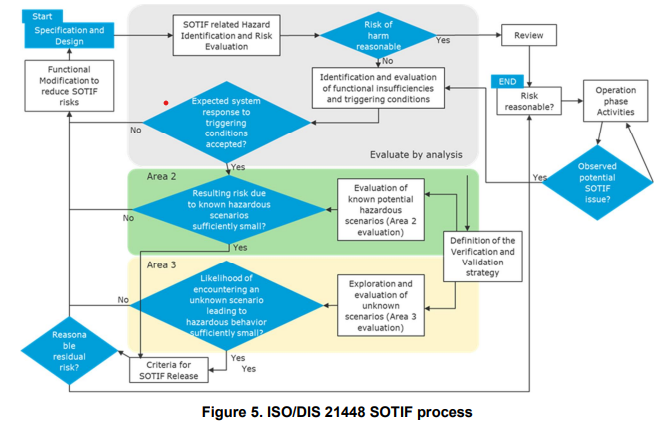 Start
Specification and
Design
SOTIF related Hazard
Identification and Risk
Evaluation
Risk of
harm
reasonable
Yes
Review
No
Functional
Modification to
reduce SOTIF
risks
Identification and evaluation
of functional insufficiencies
and triggering conditions
END
Risk
reasonable?
Operation
phase
Activities
Expected system
response to
triggering
conditions
accepted?
No
Yes
Evaluate by analysis
Observed
potential
SOTIF
issue?
Yes
Area 2
Resulting risk due
to known hazardous
scenarios
sufficiently small?
No
Yes
Evaluation of
known potential
hazardous
scenarios (Area 2
evaluation)
Definition of the
Verification and
Validation
strategy
Area 3
Likelihood of
encountering an
unknown scenario
leading to
hazardous behavior
sufficiently small?
No
Exploration and
evaluation of
unknown
scenarios (Area 3
evaluation)
Yes
Yes
Reasona
ble
residual
risk?
Criteria for
SOTIF Release
Figure 5. ISO/DIS 21448 SOTIF process